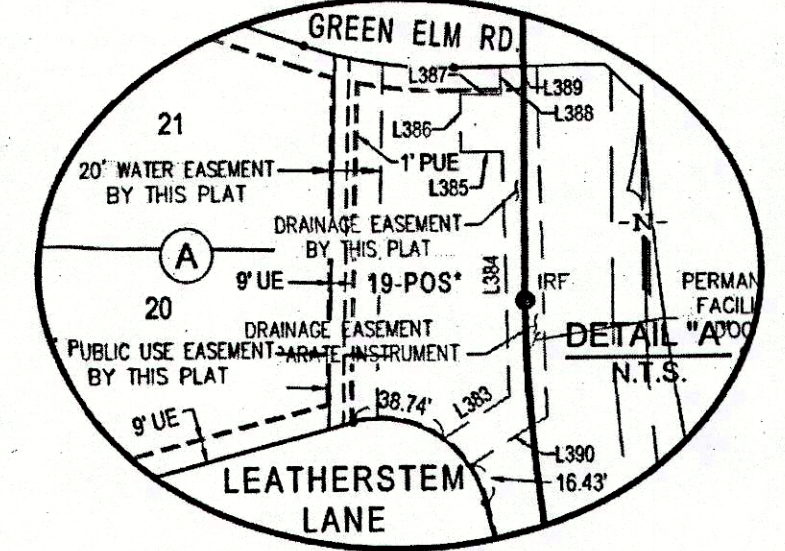 GREEN ELM RD.
L387
L389
L388
21
L386
20' WATER EASEMENT
BY THIS PLAT
1' PUE
L385
DRAINAGE EASEMENT
BY THIS PLAT
-N-
A
L384
9' UE
19-POS*
IRF
PERMAN
FACILI
DOC
20
DRAINAGE EASEMENT
ARATE INSTRUMENT
DETAIL "A"
N.T.S.
' PUBLIC USE EASEMENT
BY THIS PLAT
38.74'
L383
9' UE
L390
16.43'
LEATHERSTEM
LANE